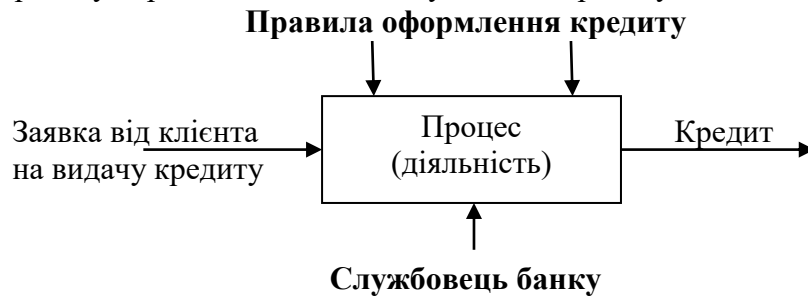 Правила оформлення кредиту
Заявка від клієнта
на видачу кредиту
Процес
(діяльність)
Кредит
Службовець банку